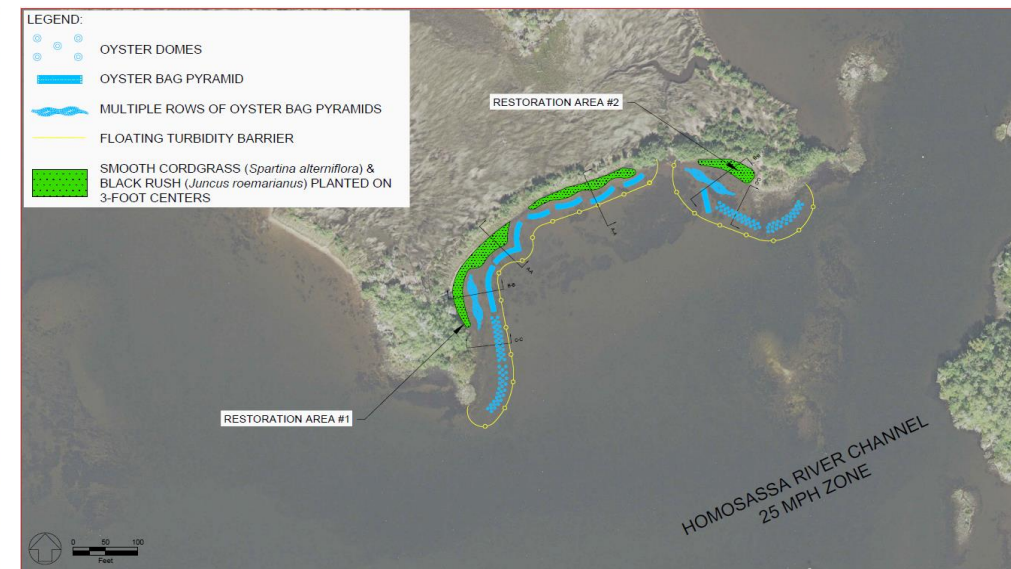 LEGEND:
OYSTER DOMES
OYSTER BAG PYRAMID
MULTIPLE ROWS OF OYSTER BAG PYRAMIDS
FLOATING TURBIDITY BARRIER
SMOOTH CORDGRASS (Spartina alterniflora) &
BLACK RUSH (Juncus roemarianus) PLANTED ON
3-FOOT CENTERS
RESTORATION AREA #2
RESTORATION AREA #1
HOMOSASSA RIVER CHANNEL
25 MPH ZONE
0 50 100
Feet